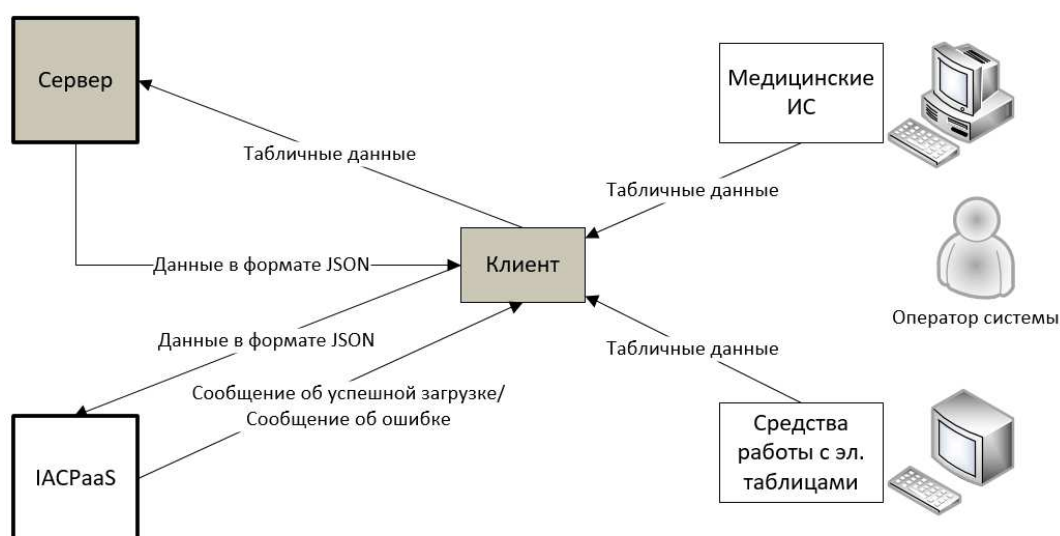 Сервер
Медицинские
ИС
Табличные данные
Табличные данные
Данные в формате JSON
Клиент
Оператор системы
Данные в формате JSON
Табличные данные
Сообщение об успешной загрузке/
Сообщение об ошибке
IACPaaS
Средства
работы с эл.
таблицами